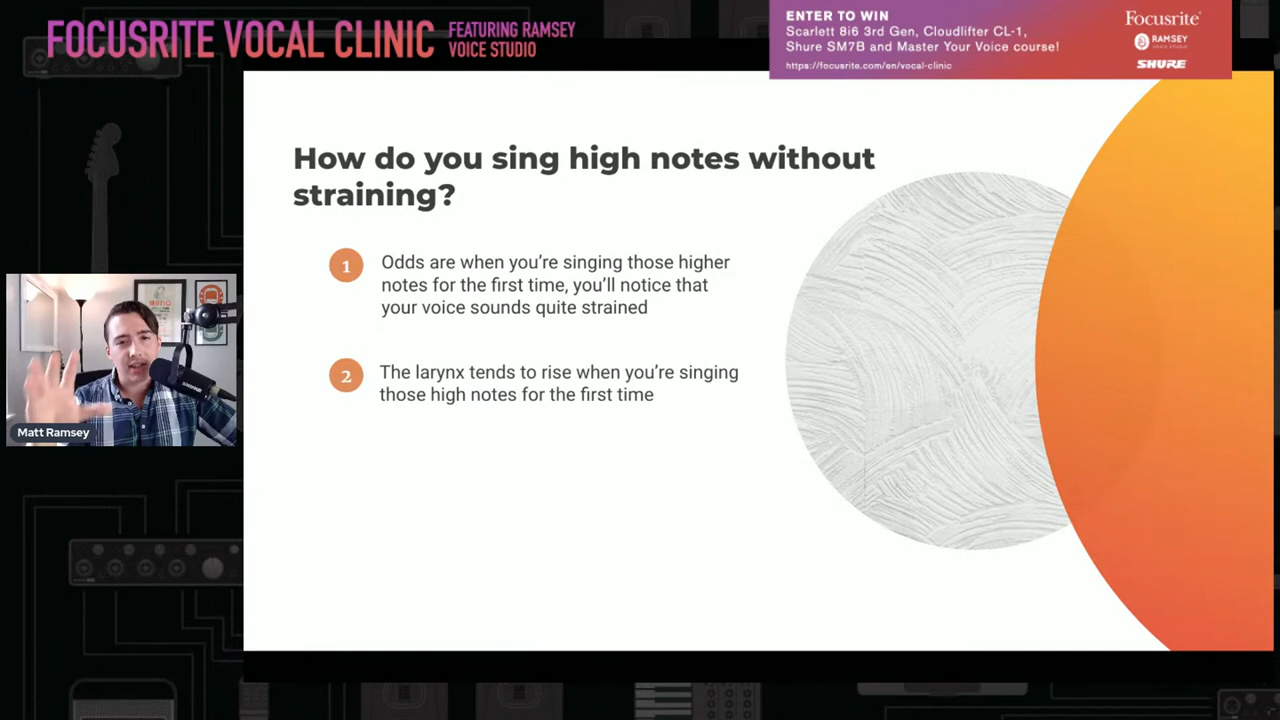 FOCUSRITE VOCAL CLINIC
FEATURING RAMSEY
VOICE STUDIO
ENTER TO WIN
Scarlett 8i6 3rd Gen, Cloudlifter CL-1,
Shure SM7B and Master Your Voice course!
https://focusrite.com/en/vocal-clinic
Focusrite
RAMSEY
VOICE STUDIO
SHURE
How do you sing high notes without
straining?
1
Odds are when you’re singing those higher
notes for the first time, you’ll notice that
your voice sounds quite strained
2
The larynx tends to rise when you’re singing
those high notes for the first time
Matt Ramsey